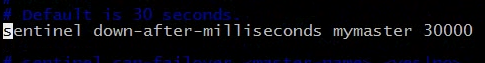 # Default is 30 seconds.
sentinel down-after-milliseconds mymaster 30000